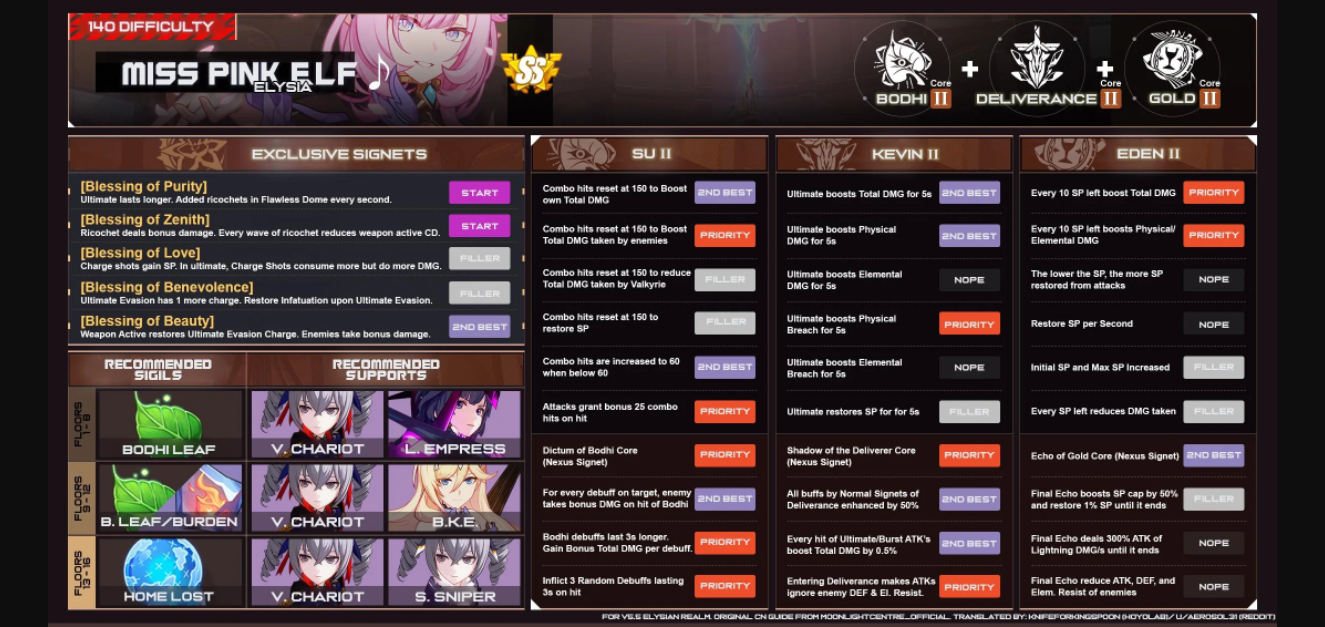 140 DIFFICULTY
MISS PINK ELF♪
ELYSIA
SS
BODHI Core II + DELIVERANCE Core II + GOLD Core II
EXCLUSIVE SIGNETS
[Blessing of Purity]
Ultimate lasts longer. Added ricochets in Flawless Dome every second.
START
[Blessing of Zenith]
Ricochet deals bonus damage. Every wave of ricochet reduces weapon active CD.
START
[Blessing of Love]
Charge shots gain SP. In ultimate, Charge Shots consume more but do more DMG.
FILLER
[Blessing of Benevolence]
Ultimate Evasion has 1 more charge. Restore Infatuation upon Ultimate Evasion.
FILLER
[Blessing of Beauty]
Weapon Active restores Ultimate Evasion Charge. Enemies take bonus damage.
2ND BEST
RECOMMENDED
SIGILS
RECOMMENDED
SUPPORTS
FLOORS
1 - 8
BODHI LEAF
V. CHARIOT
L. EMPRESS
FLOORS
9 - 12
B. LEAF/BURDEN
V. CHARIOT
B.K.E.
FLOORS
13 - 16
HOME LOST
V. CHARIOT
S. SNIPER
SU II
Combo hits reset at 150 to Boost
own Total DMG
2ND BEST
Combo hits reset at 150 to Boost
Total DMG taken by enemies
PRIORITY
Combo hits reset at 150 to reduce
Total DMG taken by Valkyrie
FILLER
Combo hits reset at 150 to
restore SP
FILLER
Combo hits are increased to 60
when below 60
2ND BEST
Attacks grant bonus 25 combo
hits on hit
PRIORITY
Dictum of Bodhi Core
(Nexus Signet)
PRIORITY
For every debuff on target, enemy
takes bonus DMG on hit of Bodhi
2ND BEST
Bodhi debuffs last 3s longer.
Gain Bonus Total DMG per debuff.
PRIORITY
Inflict 3 Random Debuffs lasting
3s on hit
PRIORITY
KEVIN II
Ultimate boosts Total DMG for 5s
2ND BEST
Ultimate boosts Physical
DMG for 5s
2ND BEST
Ultimate boosts Elemental
DMG for 5s
NOPE
Ultimate boosts Physical
Breach for 5s
PRIORITY
Ultimate boosts Elemental
Breach for 5s
NOPE
Ultimate restores SP for for 5s
FILLER
Shadow of the Deliverer Core
(Nexus Signet)
PRIORITY
All buffs by Normal Signets of
Deliverance enhanced by 50%
2ND BEST
Every hit of Ultimate/Burst ATK's
boost Total DMG by 0.5%
2ND BEST
Entering Deliverance makes ATKs
ignore enemy DEF & El. Resist.
PRIORITY
EDEN II
Every 10 SP left boost Total DMG
PRIORITY
Every 10 SP left boosts Physical/
Elemental DMG
PRIORITY
The lower the SP, the more SP
restored from attacks
NOPE
Restore SP per Second
NOPE
Initial SP and Max SP Increased
FILLER
Every SP left reduces DMG taken
FILLER
Echo of Gold Core (Nexus Signet)
2ND BEST
Final Echo boosts SP cap by 50%
and restore 1% SP until it ends
FILLER
Final Echo deals 300% ATK of
Lightning DMG/s until it ends
NOPE
Final Echo reduce ATK, DEF, and
Elem. Resist of enemies
NOPE
FOR V5.5 ELYSIAN REALM. ORIGINAL CN GUIDE FROM MOONLIGHTCENTRE_OFFICIAL. TRANSLATED BY: KNIFEFORKINGSPOON (HOYOLAB) / U/AEROSOL31 (REDDIT)